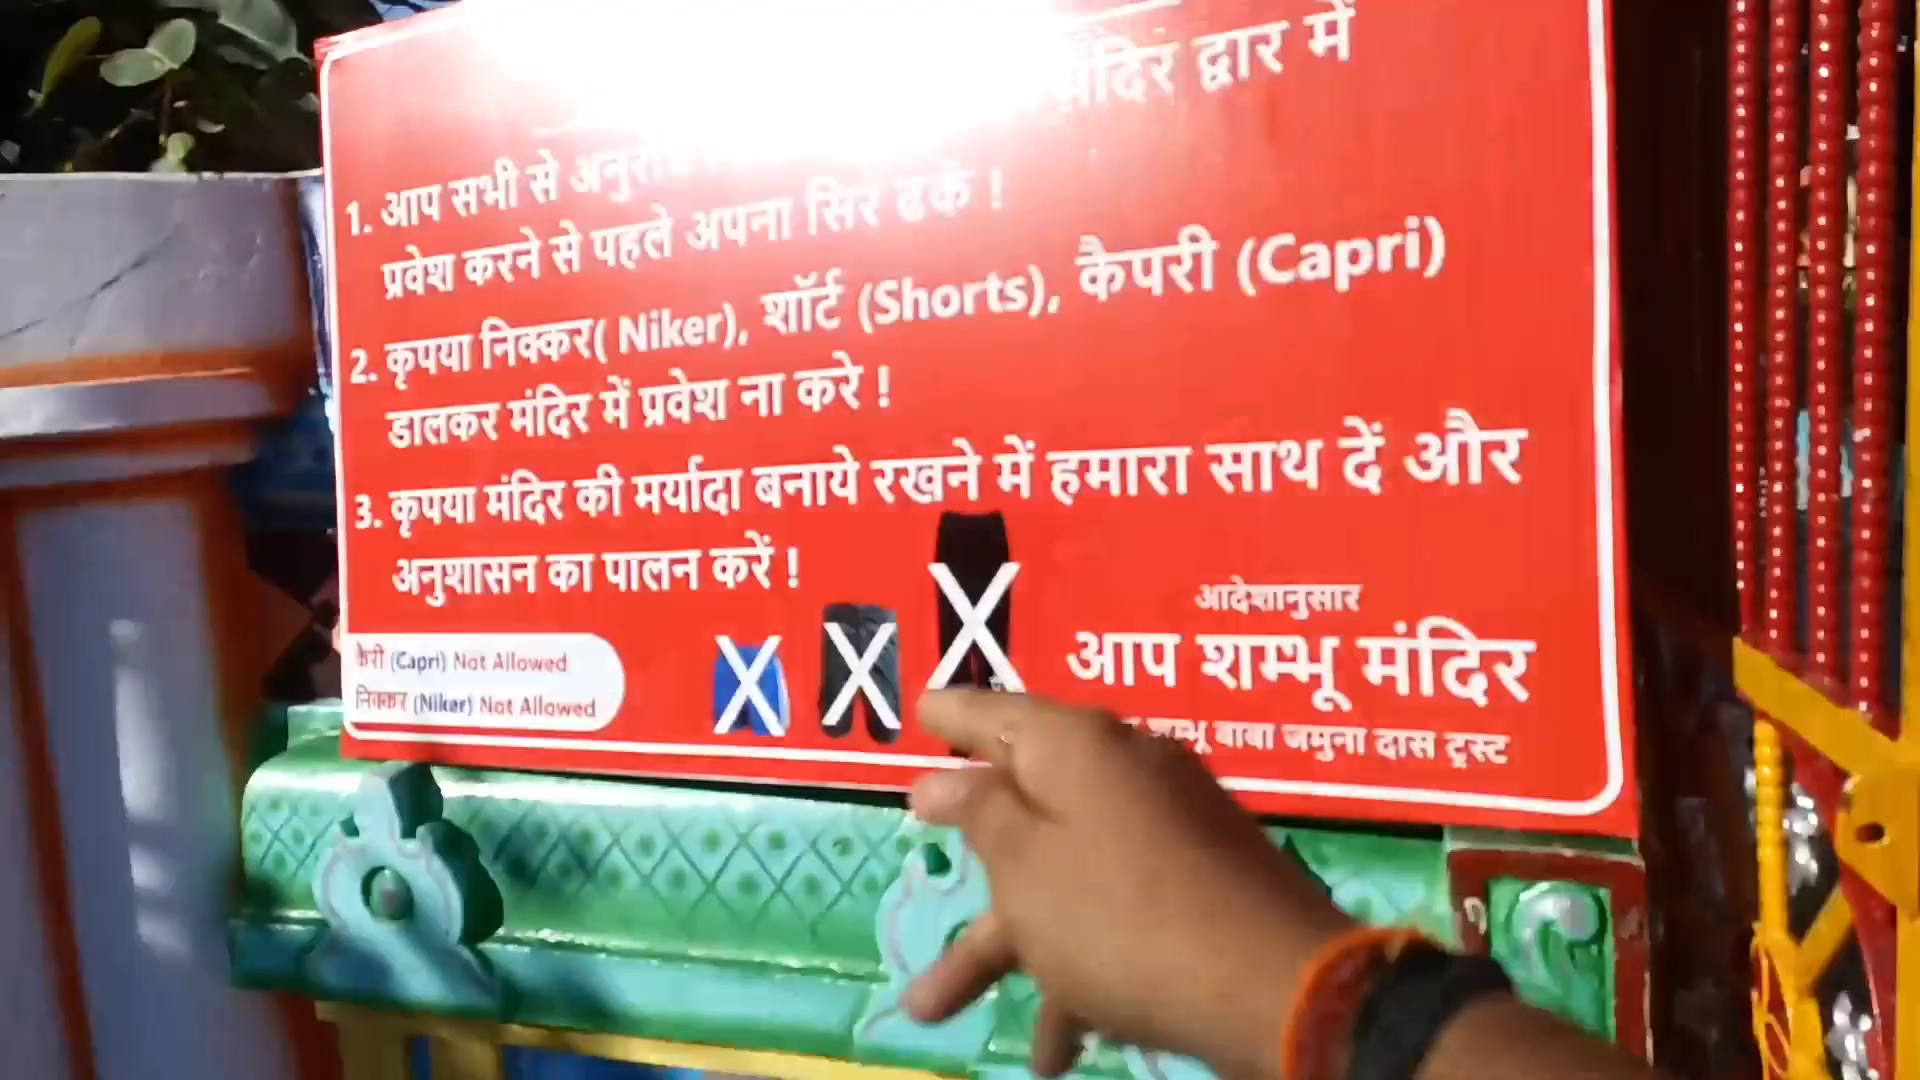 मंदिर द्वार में
1. आप सभी से
प्रवेश करने से पहले अपना सिर ढकें !
2. कृपया निक्कर( Niker), शॉर्ट (Shorts), कैपरी (Capri)
डालकर मंदिर में प्रवेश ना करे !
3. कृपया मंदिर की मर्यादा बनाये रखने में हमारा साथ दें और
अनुशासन का पालन करें !
कैरी (Capri) Not Allowed
निक्कर (Niker) Not Allowed
आदेशानुसार
आप शम्भू मंदिर
शम्भू बाबा जमुना दास ट्रस्ट